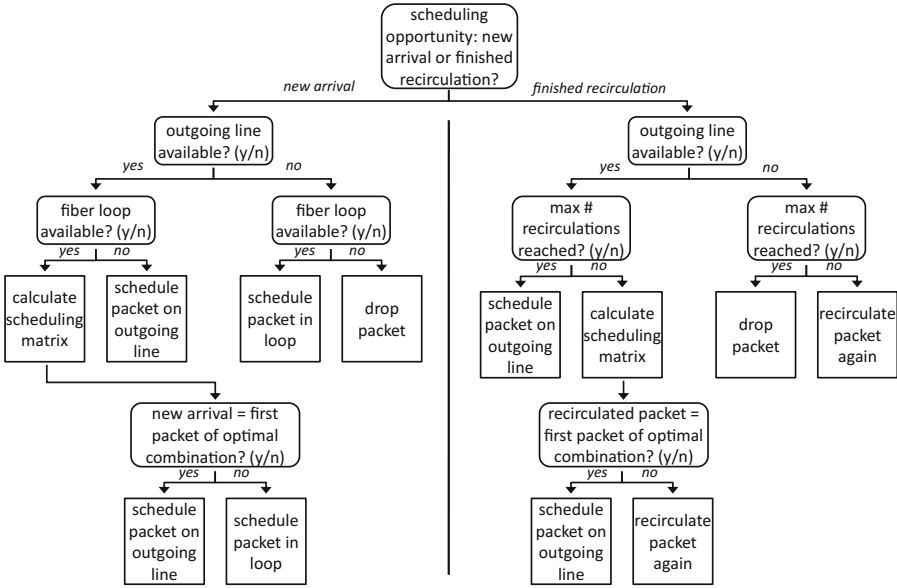 scheduling
opportunity: new
arrival or finished
recirculation?
new arrival
finished recirculation
outgoing line
available? (y/n)
yes
no
fiber loop
available? (y/n)
yes
no
calculate
scheduling
matrix
schedule
packet on
outgoing
line
fiber loop
available? (y/n)
yes
no
schedule
packet in
loop
drop
packet
new arrival = first
packet of optimal
combination? (y/n)
yes
no
schedule
packet on
outgoing
line
schedule
packet in
loop
outgoing line
available? (y/n)
yes
no
max #
recirculations
reached? (y/n)
yes
no
schedule
packet on
outgoing
line
calculate
scheduling
matrix
max #
recirculations
reached? (y/n)
yes
no
drop
packet
recirculate
packet
again
recirculated packet =
first packet of optimal
combination? (y/n)
yes
no
schedule
packet on
outgoing
line
recirculate
packet
again